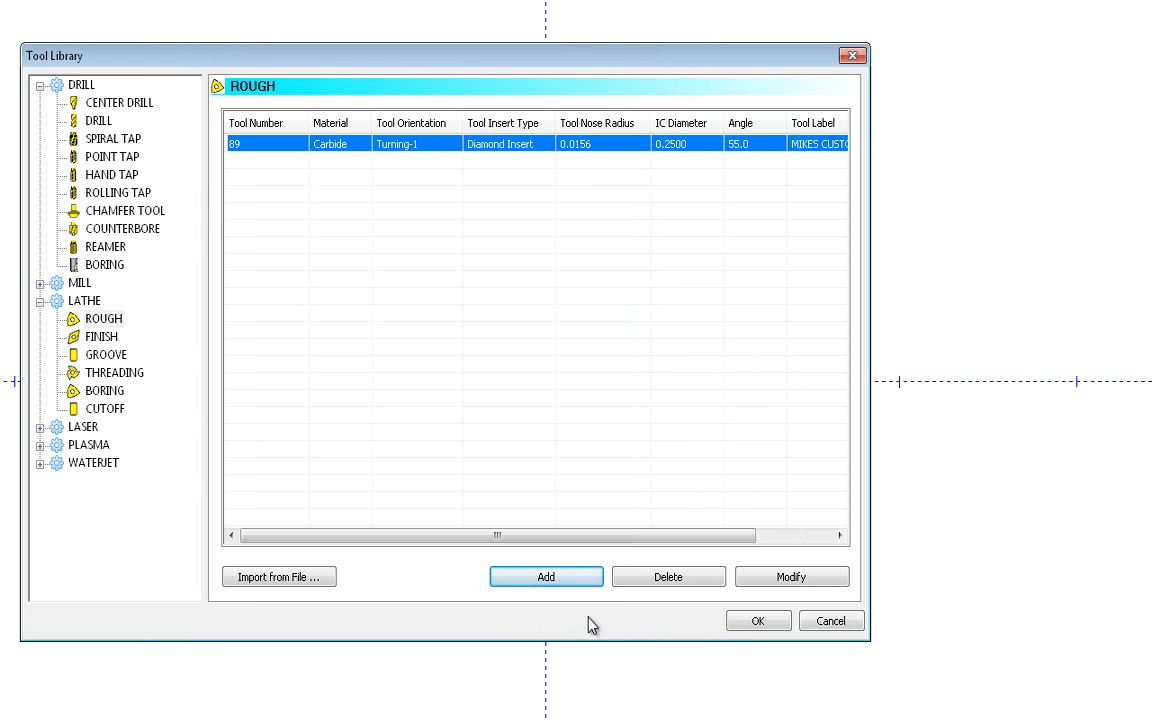 Tool Library
DRILL
CENTER DRILL
DRILL
SPIRAL TAP
POINT TAP
HAND TAP
ROLLING TAP
CHAMFER TOOL
COUNTERBORE
REAMER
BORING
MILL
LATHE
ROUGH
FINISH
GROOVE
THREADING
BORING
CUTOFF
LASER
PLASMA
WATERJET
ROUGH
Tool Number Material Tool Orientation Tool Insert Type Tool Nose Radius IC Diameter Angle Tool Label
89 Carbide Turning-1 Diamond Insert 0.0156 0.2500 55.0 MIKES CUSTO
Import from File ... Add Delete Modify
OK Cancel